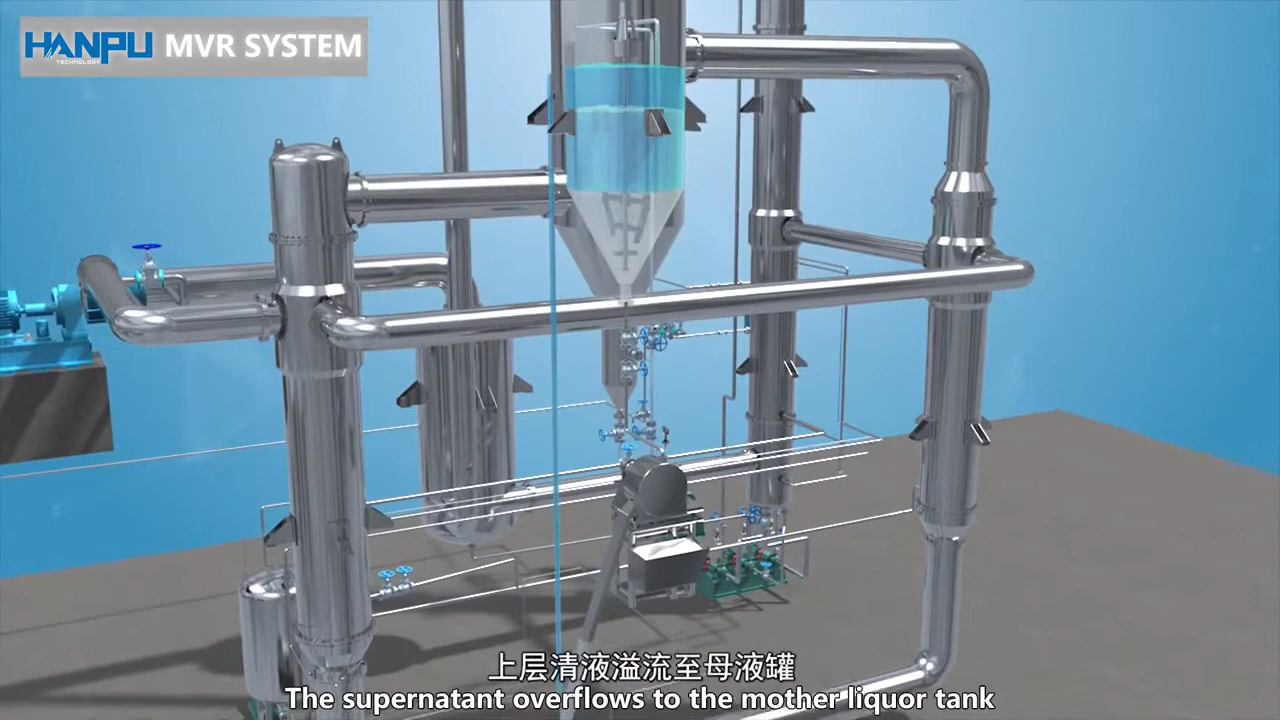 HANPU MVR SYSTEM
TECHNOLOGY
上层清液溢流至母液罐
The supernatant overflows to the mother liquor tank